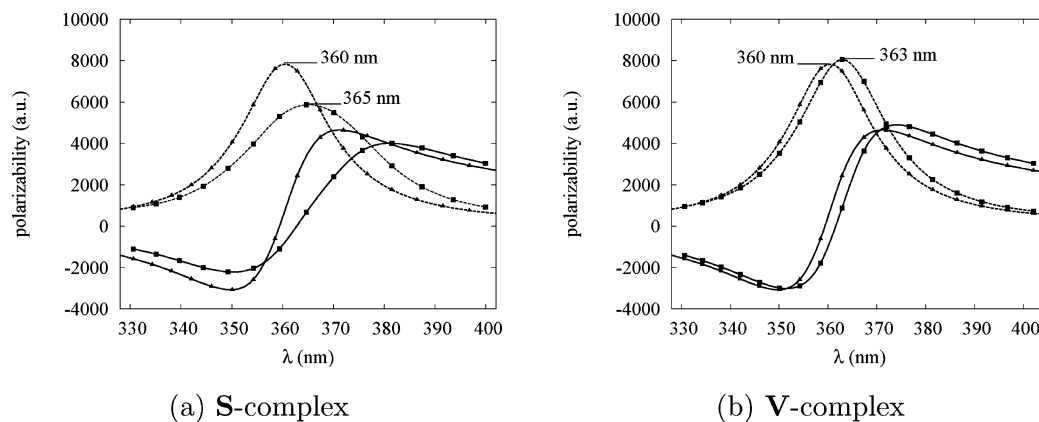 10000
8000
6000
4000
2000
0
-2000
-4000
polarizability (a.u.)
360 nm
365 nm
330 340 350 360 370 380 390 400
λ (nm)
(a) S-complex
10000
8000
6000
4000
2000
0
-2000
-4000
polarizability (a.u.)
360 nm
363 nm
330 340 350 360 370 380 390 400
λ (nm)
(b) V-complex